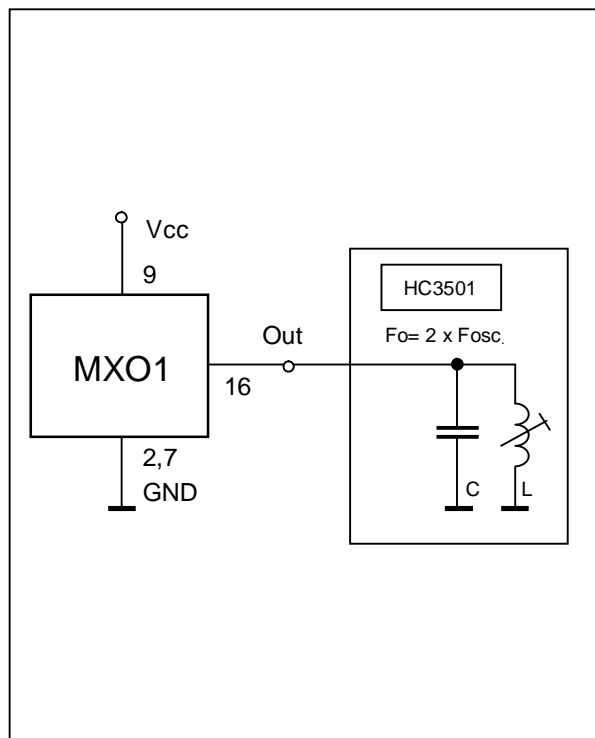 Vcc
9
MXO1
16
2,7
GND
Out
HC3501
Fo= 2 x Fosc.
C
L